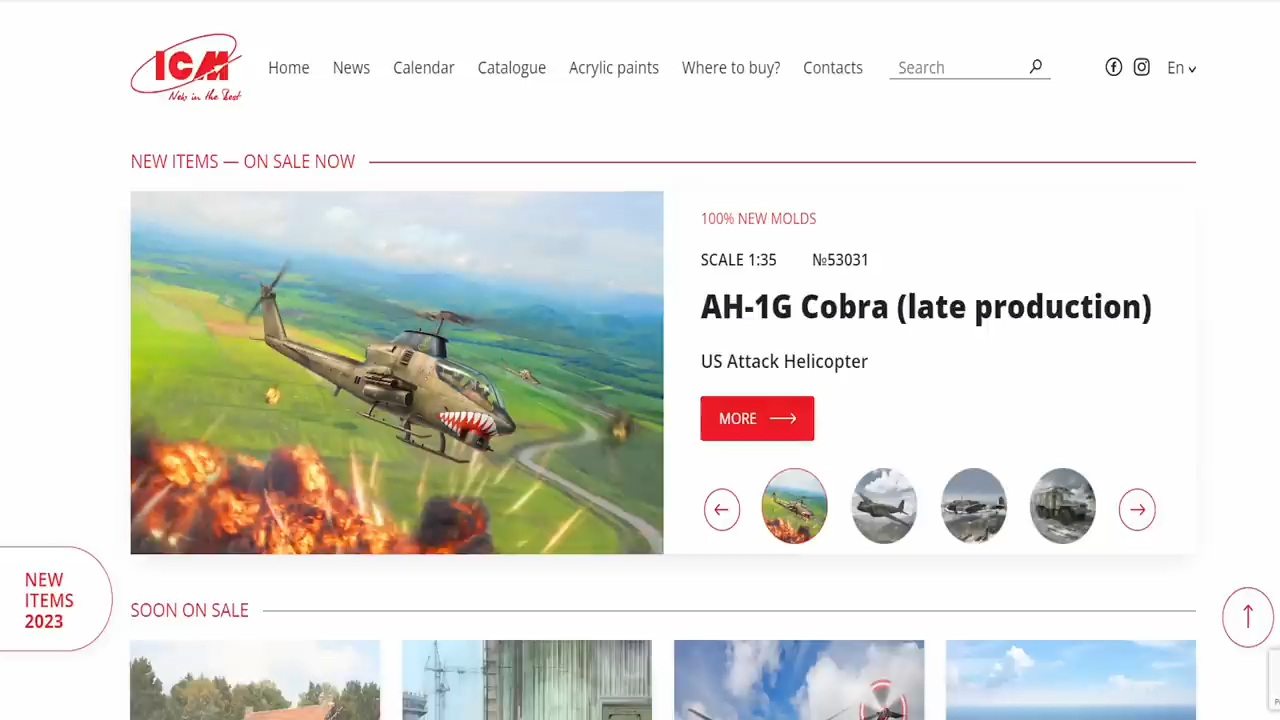 ICM
New in the Best
Home
News
Calendar
Catalogue
Acrylic paints
Where to buy?
Contacts
Search
En
NEW ITEMS — ON SALE NOW
100% NEW MOLDS
SCALE 1:35 №53031
AH-1G Cobra (late production)
US Attack Helicopter
MORE
NEW
ITEMS
2023
SOON ON SALE